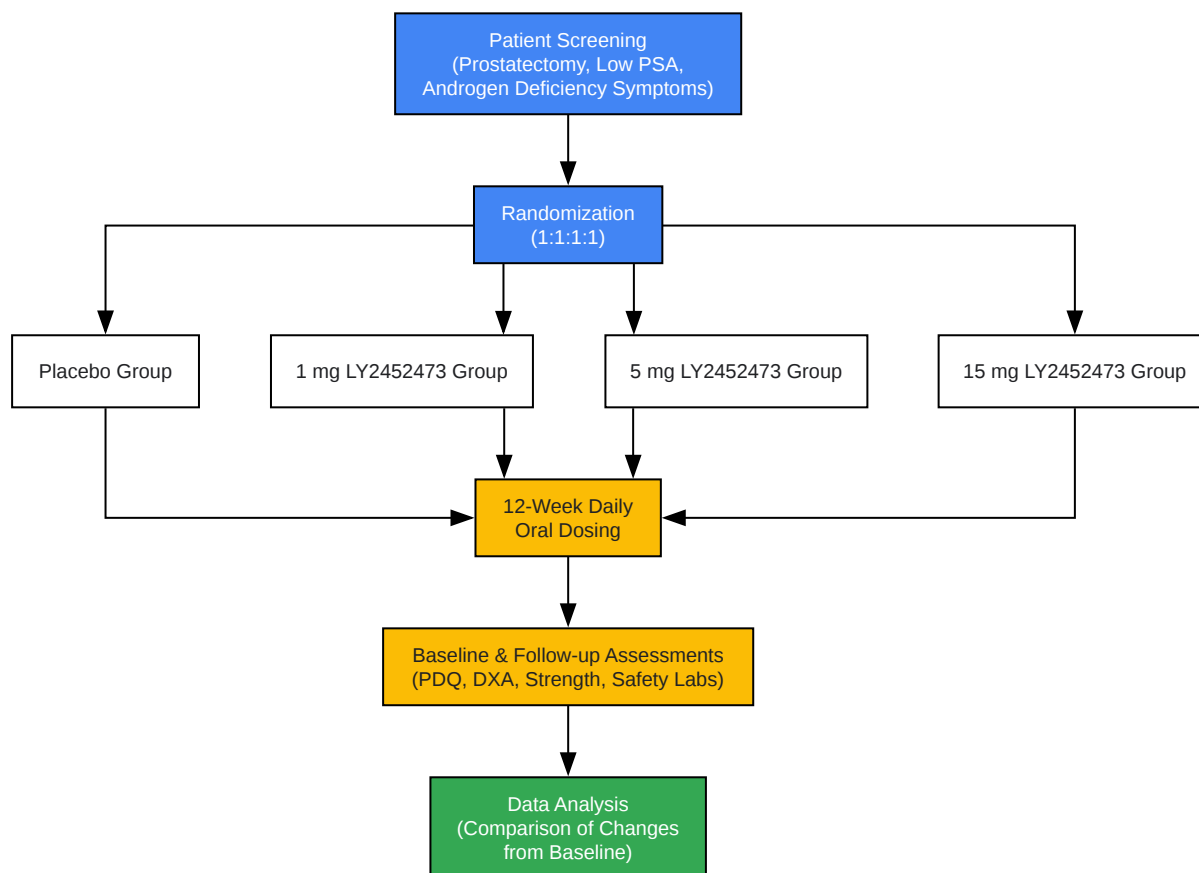 Patient Screening
(Prostatectomy, Low PSA,
Androgen Deficiency Symptoms)
Randomization
(1:1:1:1)
Placebo Group
1 mg LY2452473 Group
5 mg LY2452473 Group
15 mg LY2452473 Group
12-Week Daily
Oral Dosing
Baseline & Follow-up Assessments
(PDQ, DXA, Strength, Safety Labs)
Data Analysis
(Comparison of Changes
from Baseline)